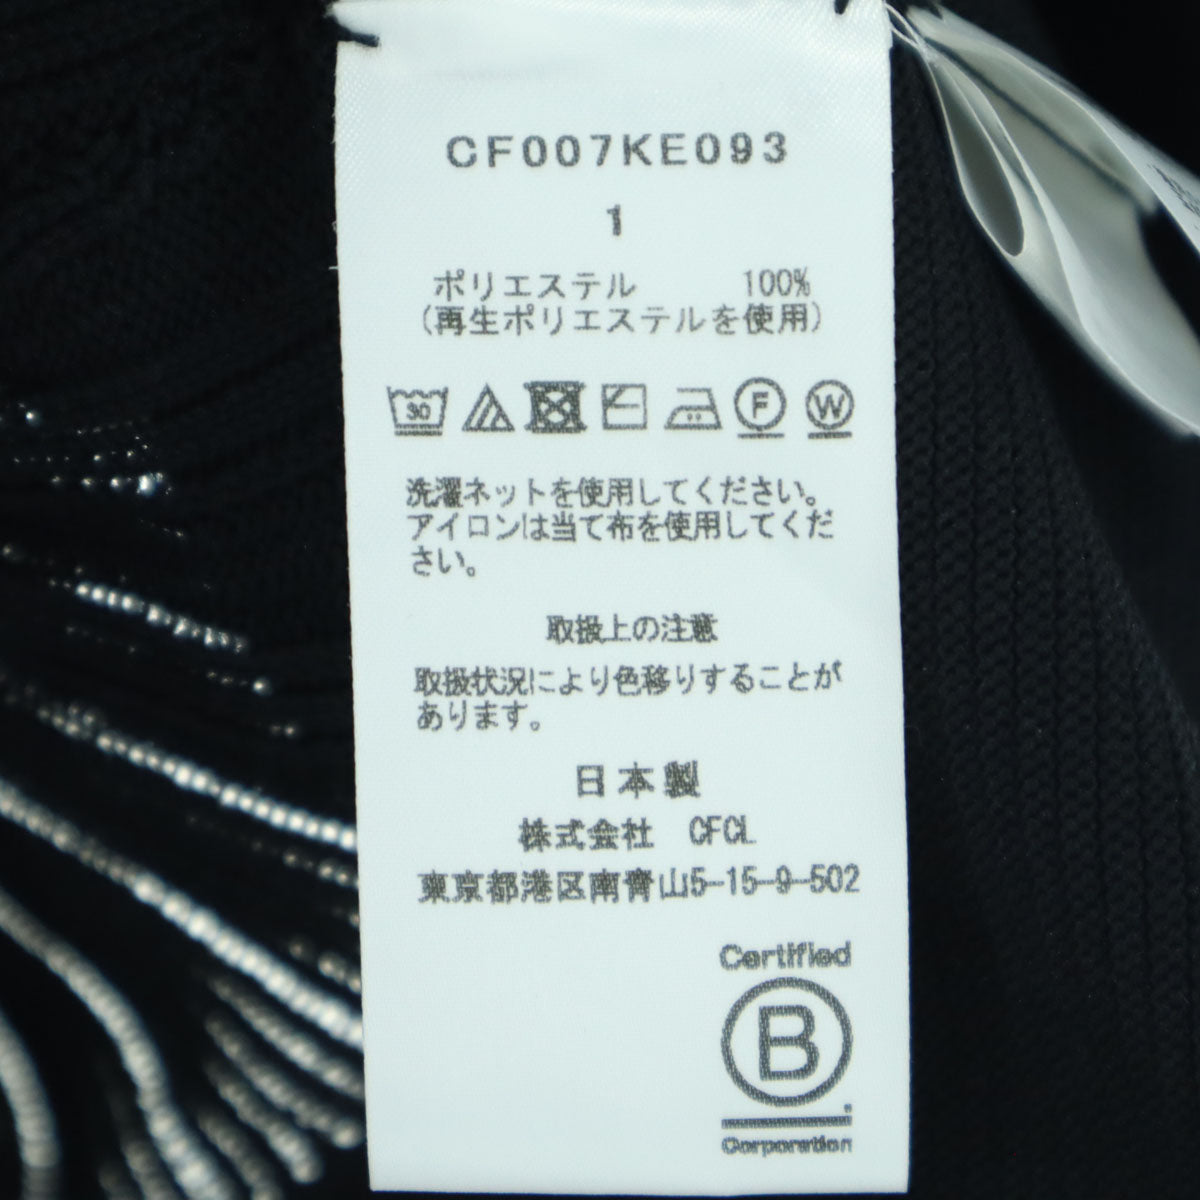 CF007KE093
1
ポリエステル 100%
(再生ポリエステルを使用)
30 F W
洗濯ネットを使用してください。
アイロンは当て布を使用してくだ
さい。
取扱上の注意
取扱状況により色移りすることが
あります。
日本製
株式会社 CFCL
東京都港区南青山5-15-9-502
Certified
B
Corporation